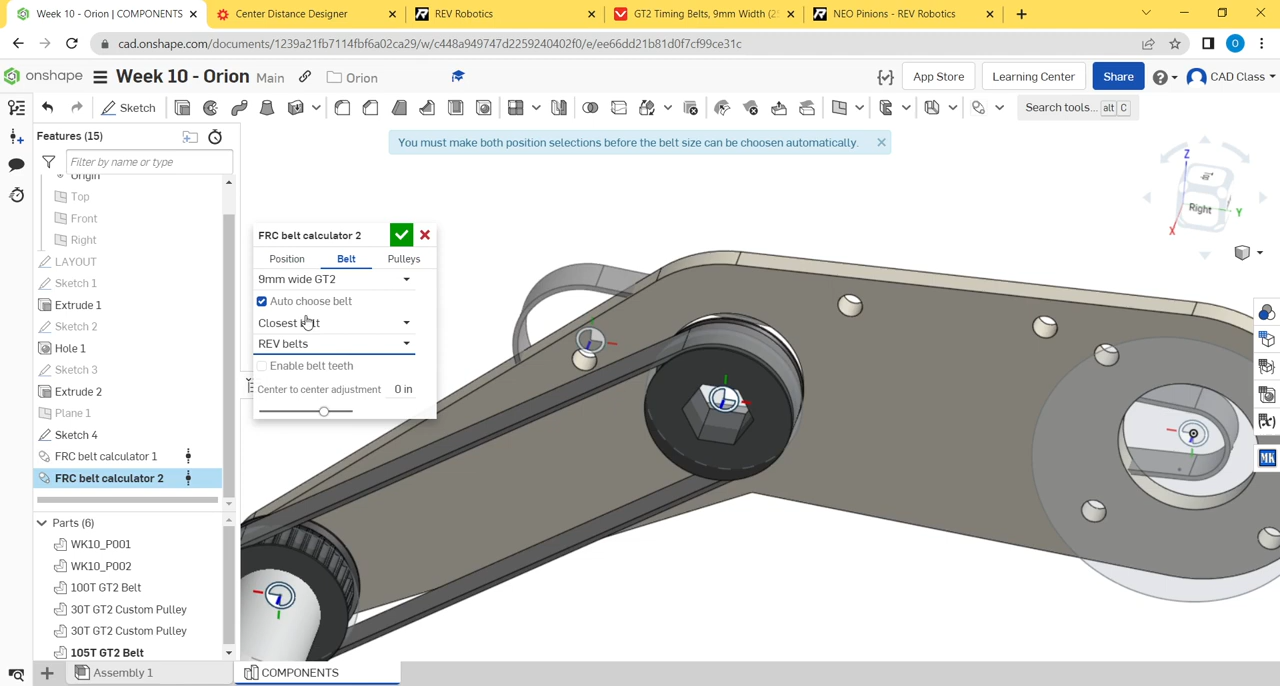 Week 10 - Orion | COMPONENTS
Center Distance Designer
REV Robotics
GT2 Timing Belts, 9mm Width (2
NEO Pinions - REV Robotics
cad.onshape.com/documents/1239a21fb7114fbf6a02ca29/w/c448a949747d3259240402f0/e/ee66dd21b81d0f7cf99ce31c
onshape
Week 10 - Orion Main Orion
App Store
Learning Center
Share
CAD Class
Sketch
Search tools... alt C
Features (15)
Filter by name or type
Origin
Top
Front
Right
LAYOUT
Sketch 1
Extrude 1
Sketch 2
Hole 1
Sketch 3
Extrude 2
Plane 1
Sketch 4
FRC belt calculator 1
FRC belt calculator 2
Parts (6)
WK10_P001
WK10_P002
100T GT2 Belt
30T GT2 Custom Pulley
30T GT2 Custom Pulley
105T GT2 Belt
You must make both position selections before the belt size can be choosen automatically.
FRC belt calculator 2
Position Belt Pulleys
9mm wide GT2
Auto choose belt
Closest belt
REV belts
Enable belt teeth
Center to center adjustment 0 in
Z
Right
Y
X
MK
Assembly 1
COMPONENTS